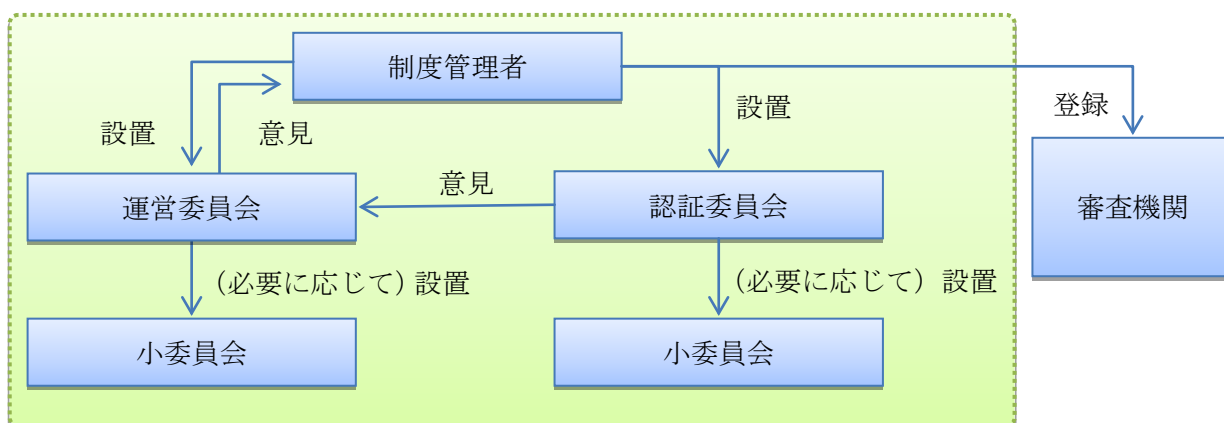 制度管理者
設置
意見
設置
登録
運営委員会
意見
認証委員会
審査機関
(必要に応じて) 設置
(必要に応じて) 設置
小委員会
小委員会